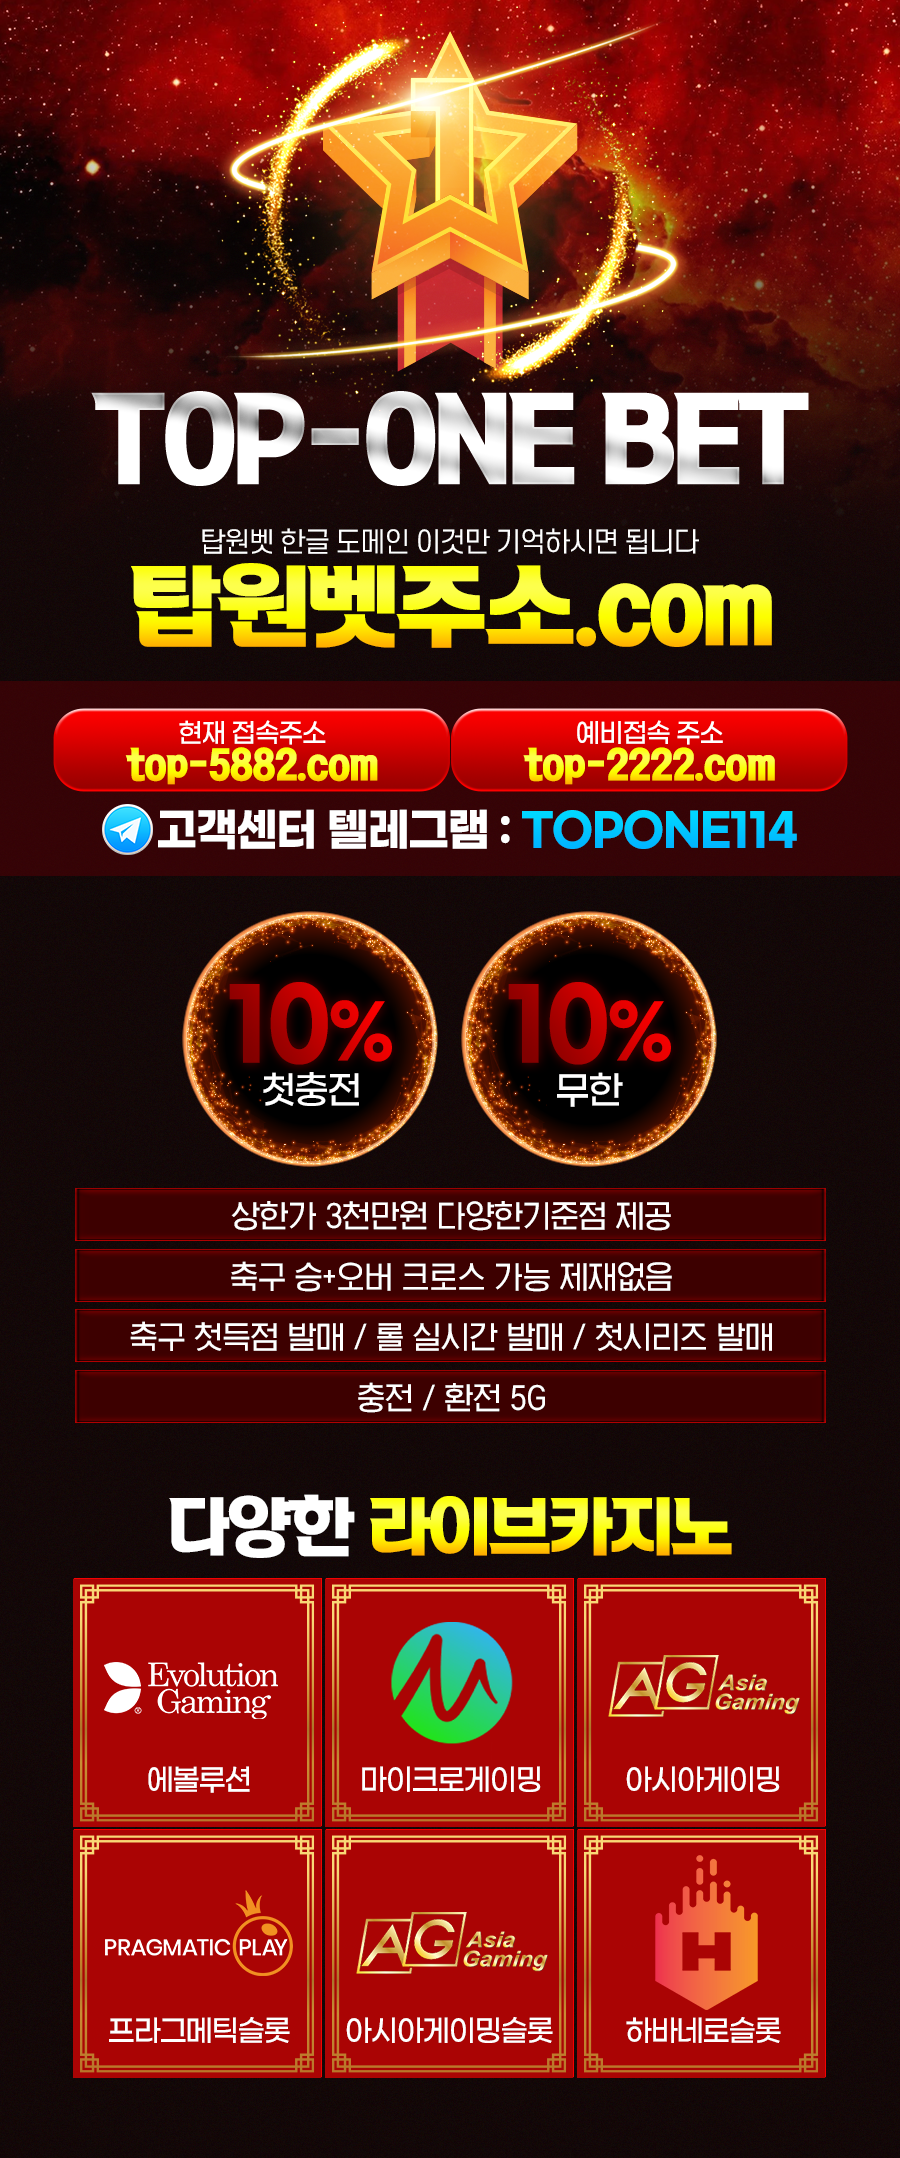 1
TOP-ONE BET
탑원벳 한글 도메인 이것만 기억하시면 됩니다
탑원벳주소.com
현재 접속주소
top-5882.com
예비접속 주소
top-2222.com
고객센터 텔레그램 : TOPONE114
10%
첫충전
10%
무한
상한가 3천만원 다양한기준점 제공
축구 승+오버 크로스 가능 제재없음
축구 첫득점 발매 / 롤 실시간 발매 / 첫시리즈 발매
충전 / 환전 5G
다양한 라이브카지노
Evolution
Gaming®
에볼루션
마이크로게이밍
AG Asia
Gaming
아시아게이밍
PRAGMATIC PLAY
프라그메틱슬롯
AG Asia
Gaming
아시아게이밍슬롯
H
하바네로슬롯